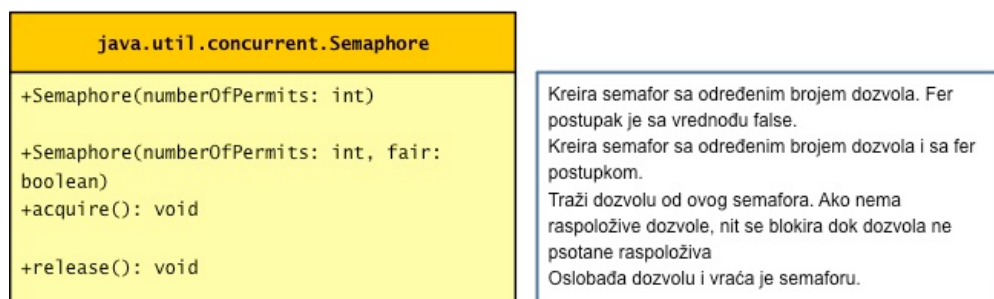 java.util.concurrent.Semaphore
+Semaphore(numberOfPermits: int)
+Semaphore(numberOfPermits: int, fair:
boolean)
+acquire(): void
+release(): void
Kreira semafor sa određenim brojem dozvola. Fer
postupak je sa vrednođu false.
Kreira semafor sa određenim brojem dozvola i sa fer
postupkom.
Traži dozvolu od ovog semafora. Ako nema
raspoložive dozvole, nit se blokira dok dozvola ne
psotane raspoloživa
Oslobađa dozvolu i vraća je semaforu.